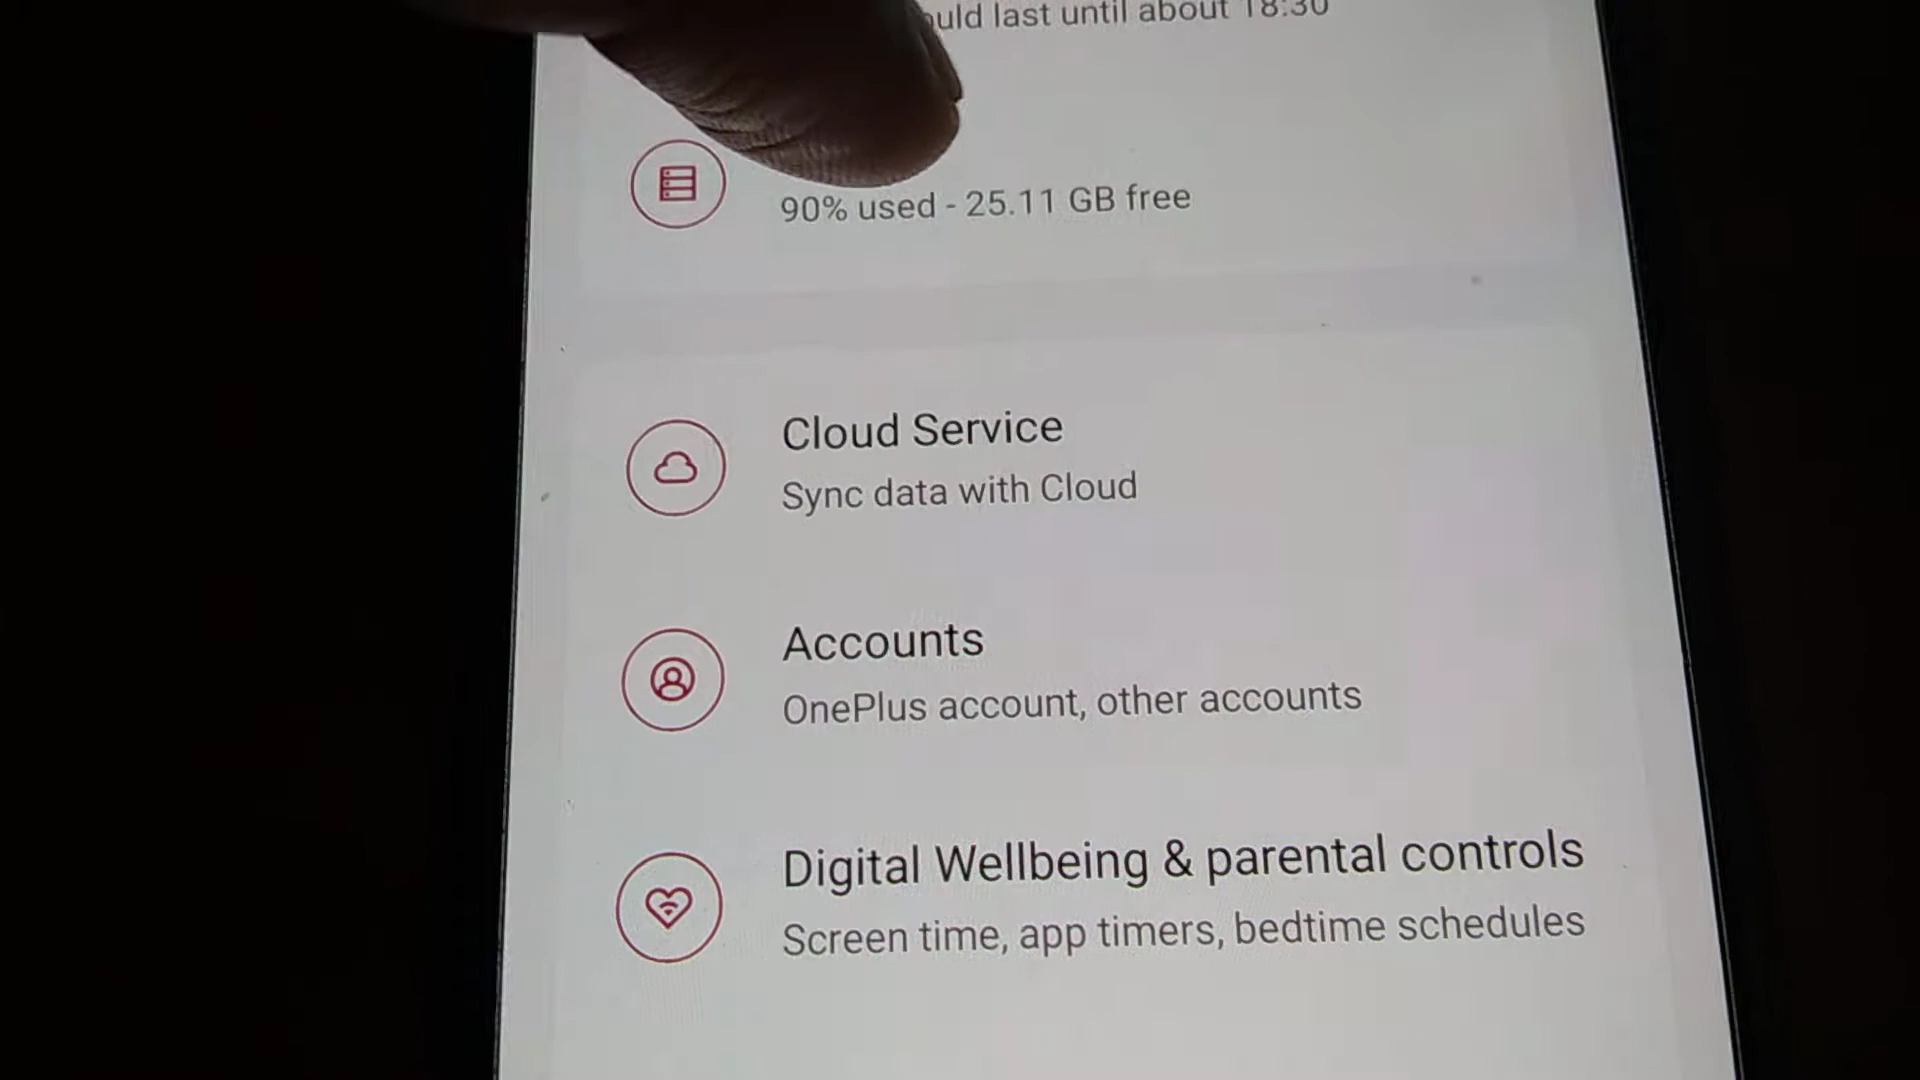 last until about 18:30
90% used - 25.11 GB free
Cloud Service
Sync data with Cloud
Accounts
OnePlus account, other accounts
Digital Wellbeing & parental controls
Screen time, app timers, bedtime schedules